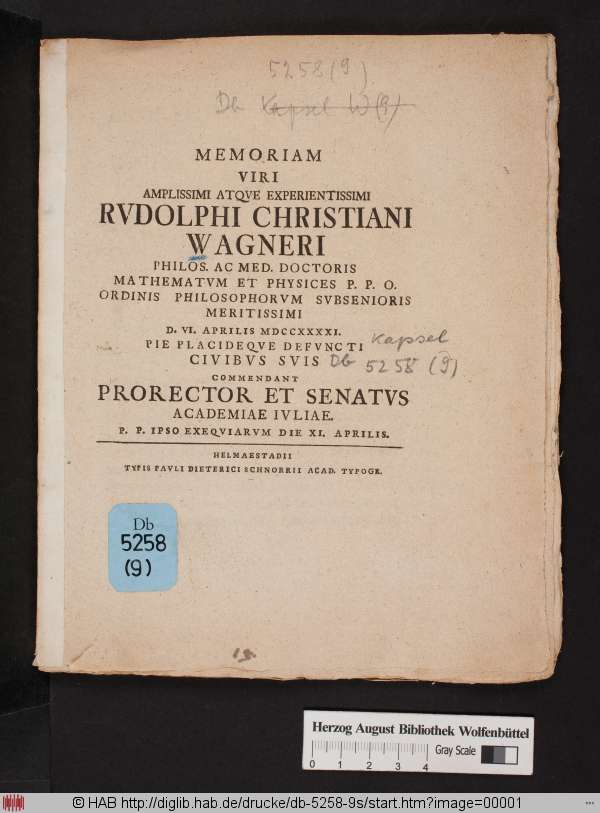 5258(9)
Db Kapsel W(9)
MEMORIAM
VIRI
AMPLISSIMI ATQVE EXPERIENTISSIMI
RVDOLPHI CHRISTIANI
WAGNERI
PHILOS. AC MED. DOCTORIS
MATHEMATVM ET PHYSICES P. P. O.
ORDINIS PHILOSOPHORVM SVBSENIORIS
MERITISSIMI
D. VI. APRILIS MDCCXXXXI.
PIE PLACIDEQVE DEFVNCTI Kapsel
CIVIBVS SVIS Db 5258 (9)
COMMENDANT
PRORECTOR ET SENATVS
ACADEMIAE IVLIAE.
P. P. IPSO EXEQVIARVM DIE XI. APRILIS.
HELMAESTADII
TYPIS PAVLI DIETERICI SCHNORRII ACAD. TYPOGR.
Db
5258
(9)
Herzog August Bibliothek Wolfenbüttel
0 1 2 3 4
Gray Scale
© HAB http://diglib.hab.de/drucke/db-5258-9s/start.htm?image=00001